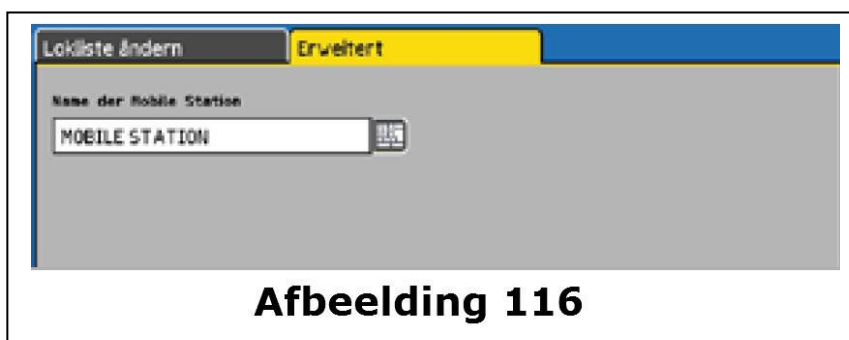 Lokliste ändern Erweitert
Name der Mobile Station
MOBILE STATION
Afbeelding 116